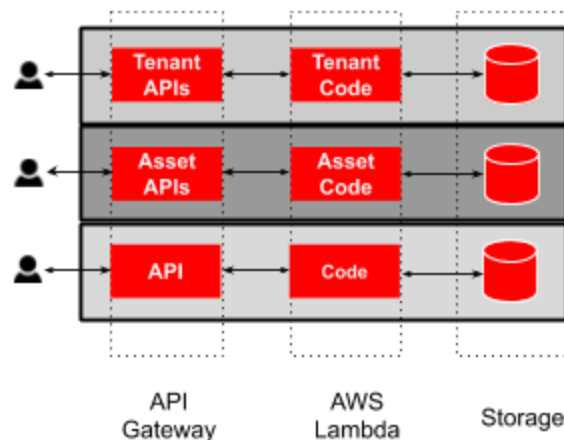 Tenant
APIs
Tenant
Code
Asset
APIs
Asset
Code
API
Code
API
Gateway
AWS
Lambda
Storage